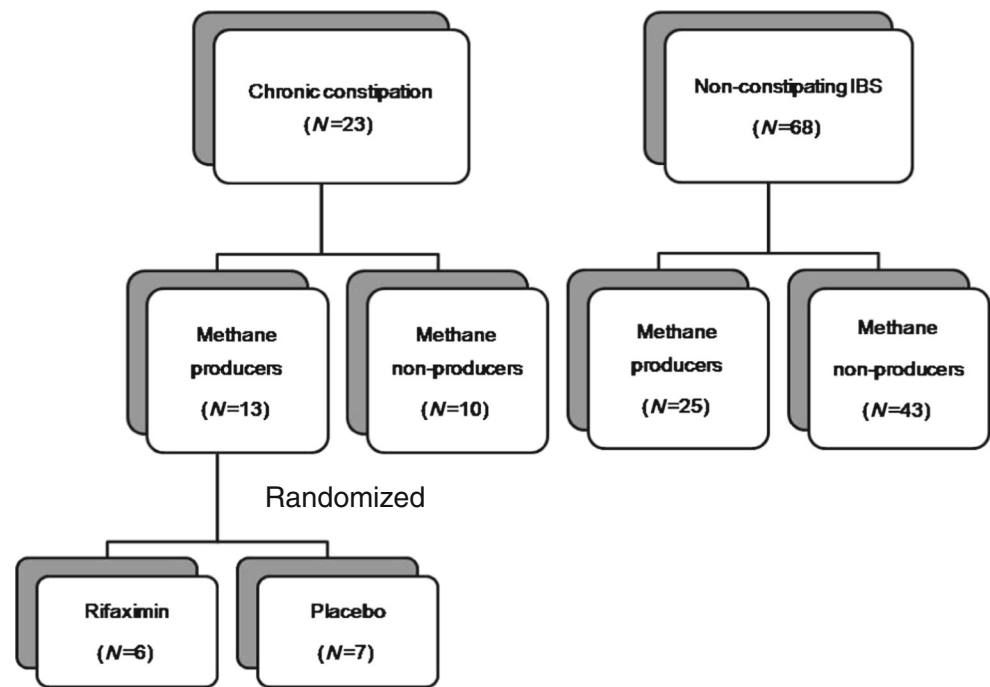 Chronic constipation
(N=23)
Non-constipating IBS
(N=68)
Methane
producers
(N=13)
Methane
non-producers
(N=10)
Methane
producers
(N=25)
Methane
non-producers
(N=43)
Randomized
Rifaximin
(N=6)
Placebo
(N=7)